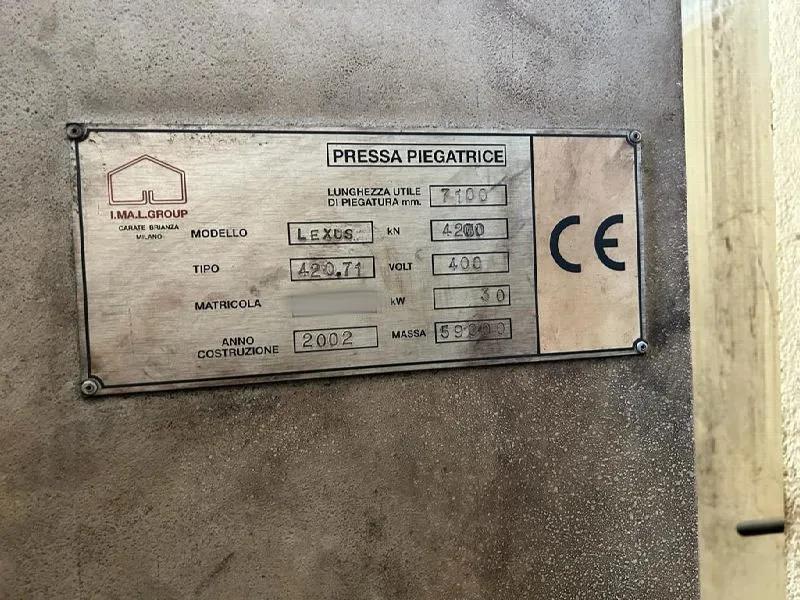 PRESSA PIEGATRICE
LUNGHEZZA UTILE
DI PIEGATURA mm. 7100
I.MA.L.GROUP
CARATE BRIANZA
MILANO
MODELLO LEXUS kN 4200
TIPO 420.71 VOLT 400
MATRICOLA kW 30
ANNO
COSTRUZIONE 2002 MASSA
CE